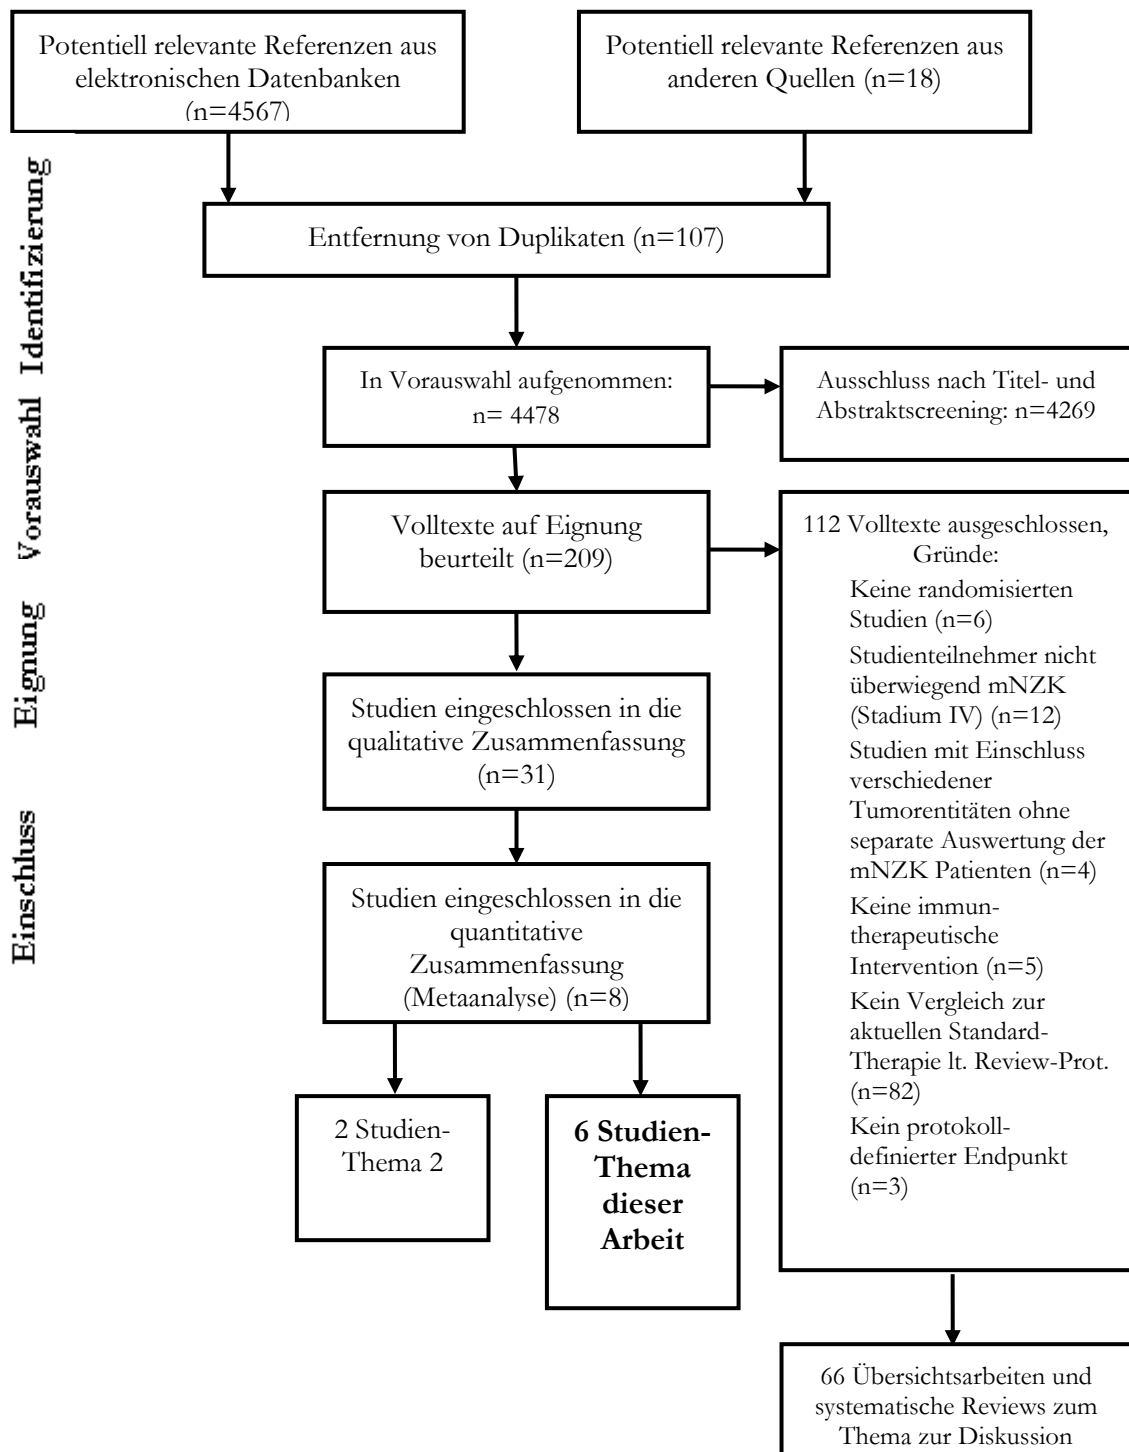 Potentiell relevante Referenzen aus
elektronischen Datenbanken
(n=4567)
Potentiell relevante Referenzen aus
anderen Quellen (n=18)
Identifizierung
Entfernung von Duplikaten (n=107)
Vorauswahl
In Vorauswahl aufgenommen:
n= 4478
Ausschluss nach Titel- und
Abstraktscreening: n=4269
Eignung
Volltexte auf Eignung
beurteilt (n=209)
112 Volltexte ausgeschlossen,
Gründe:
Keine randomisierten
Studien (n=6)
Studienteilnehmer nicht
überwiegend mNZK
(Stadium IV) (n=12)
Studien mit Einschluss
verschiedener
Tumorentitäten ohne
separate Auswertung der
mNZK Patienten (n=4)
Keine immun-
therapeutische
Intervention (n=5)
Kein Vergleich zur
aktuellen Standard-
Therapie lt. Review-Prot.
(n=82)
Kein protokoll-
definierter Endpunkt
(n=3)
Studien eingeschlossen in die
qualitative Zusammenfassung
(n=31)
Einschluss
Studien eingeschlossen in die
quantitative
Zusammenfassung
(Metaanalyse) (n=8)
2 Studien-
Thema 2
6 Studien-
Thema
dieser
Arbeit
66 Übersichtsarbeiten und
systematische Reviews zum
Thema zur Diskussion